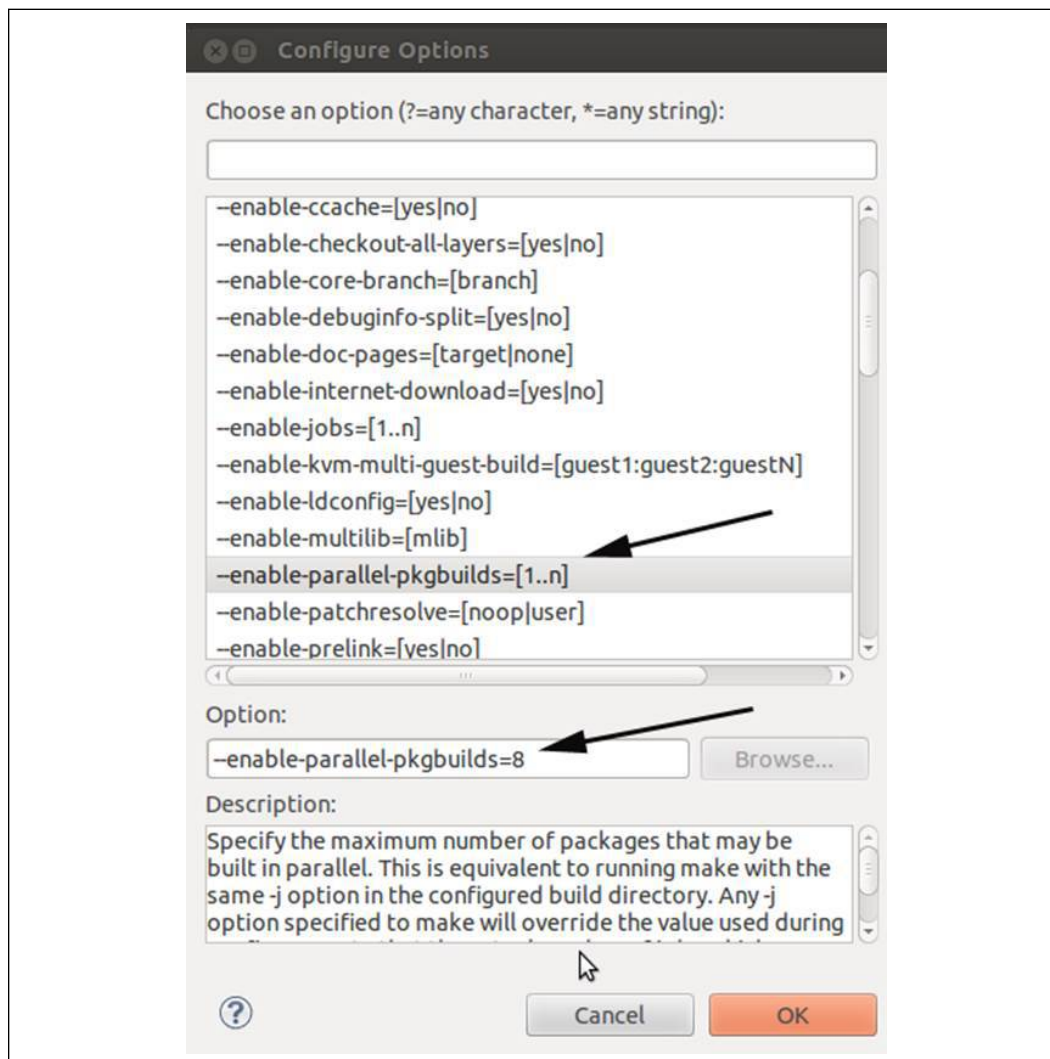 Configure Options
Choose an option (?=any character, *=any string):
--enable-ccache=[yes|no]
--enable-checkout-all-layers=[yes|no]
--enable-core-branch=[branch]
--enable-debuginfo-split=[yes|no]
--enable-doc-pages=[target|none]
--enable-internet-download=[yes|no]
--enable-jobs=[1..n]
--enable-kvm-multi-guest-build=[guest1:guest2:guestN]
--enable-ldconfig=[yes|no]
--enable-multilib=[mlib]
--enable-parallel-pkgbuilds=[1..n]
--enable-patchresolve=[noop|user]
--enable-prelink=[yes|no]
Option:
--enable-parallel-pkgbuilds=8
Browse...
Description:
Specify the maximum number of packages that may be
built in parallel. This is equivalent to running make with the
same -j option in the configured build directory. Any -j
option specified to make will override the value used during
?
Cancel
OK